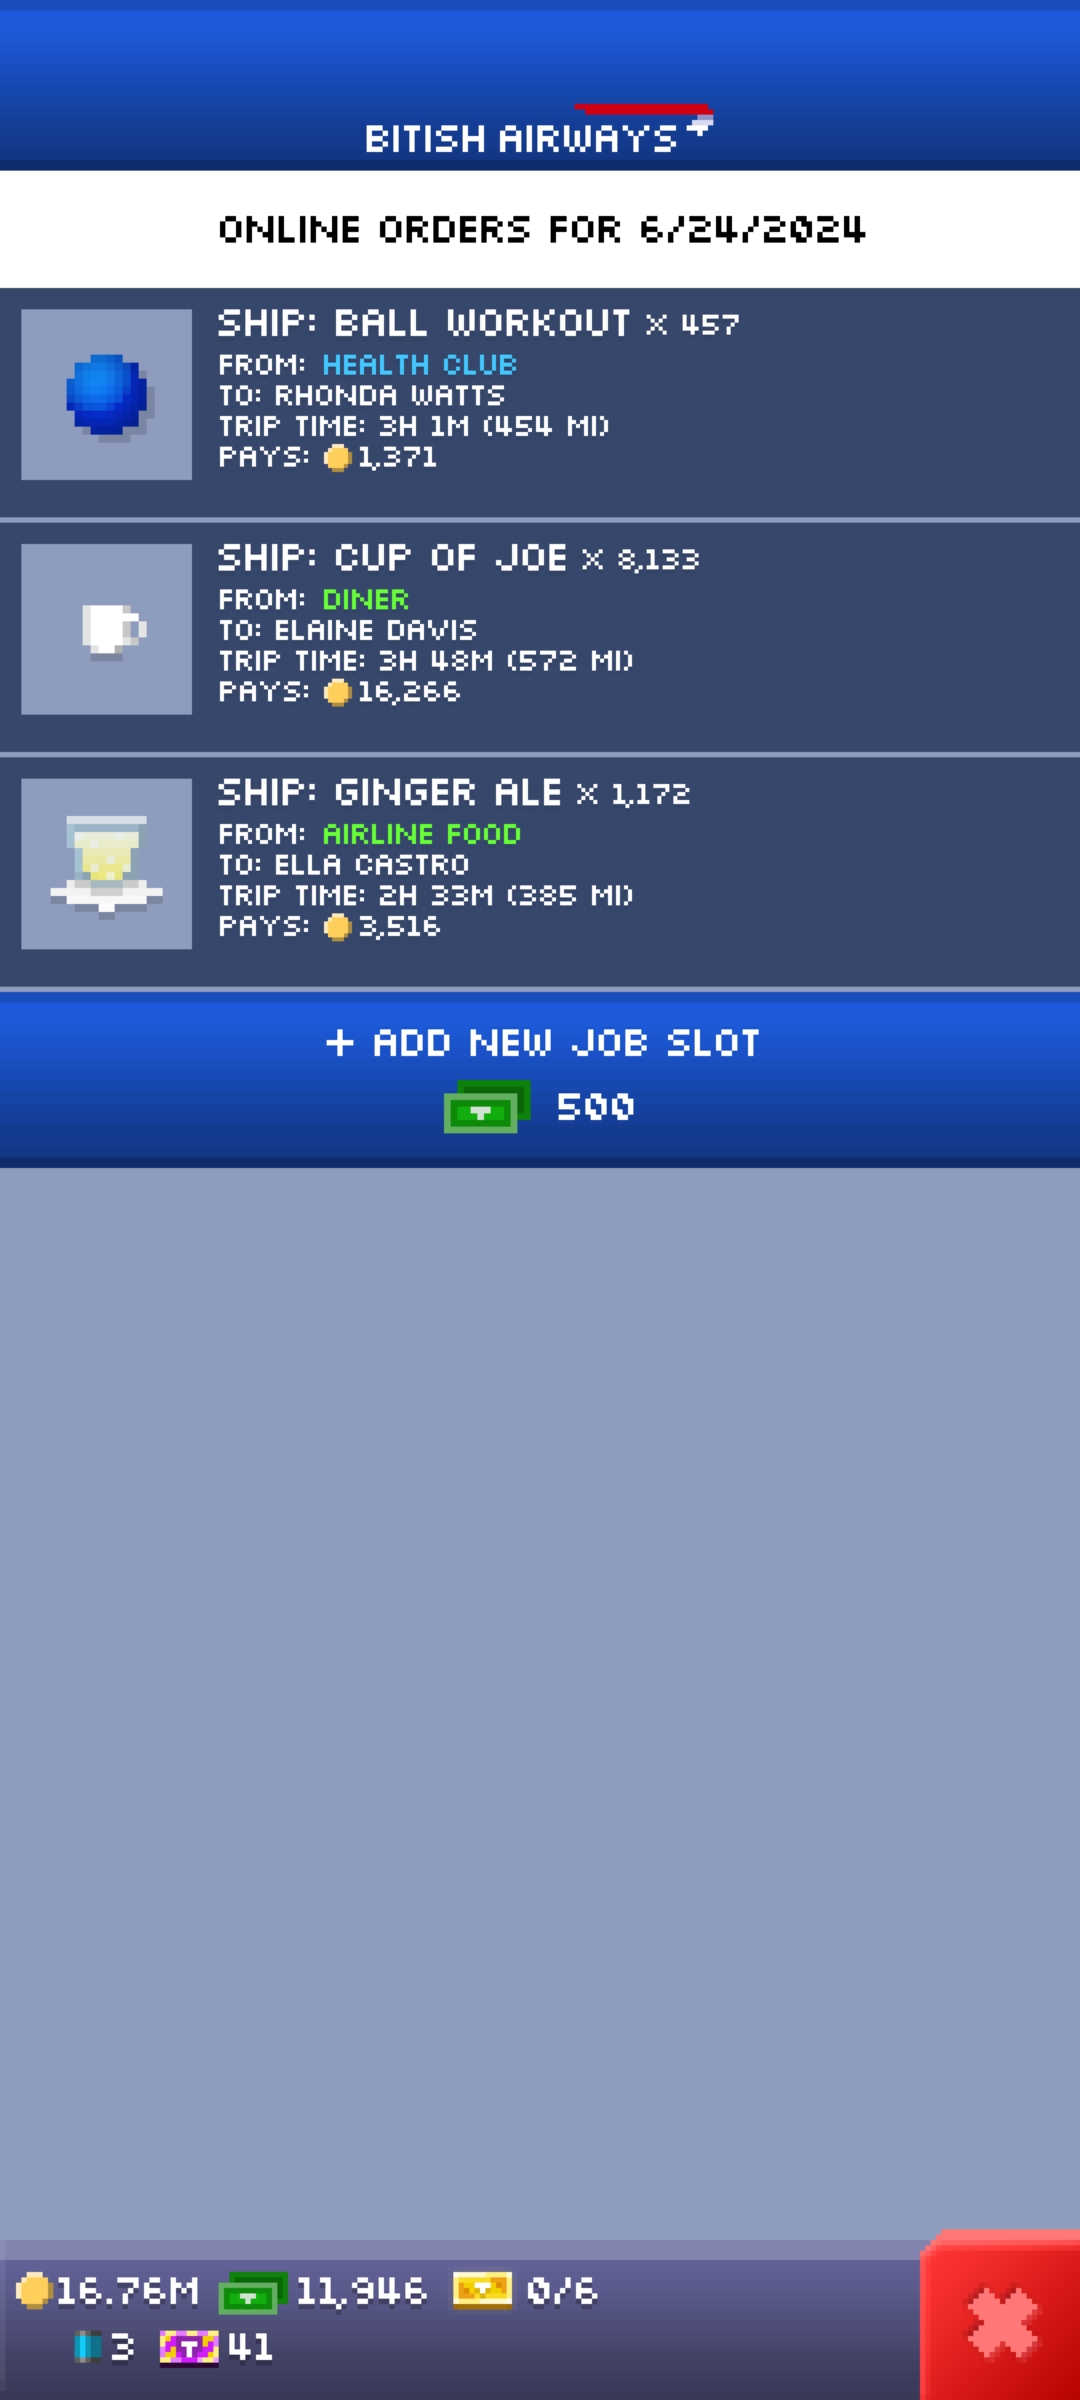 BITISH AIRWAYS
ONLINE ORDERS FOR 6/24/2024
SHIP: BALL WORKOUT X 457
FROM: HEALTH CLUB
TO: RHONDA WATTS
TRIP TIME: 3H 1M (454 MI)
PAYS: 1,371
SHIP: CUP OF JOE X 8,133
FROM: DINER
TO: ELAINE DAVIS
TRIP TIME: 3H 48M (572 MI)
PAYS: 16,266
SHIP: GINGER ALE X 1,172
FROM: AIRLINE FOOD
TO: ELLA CASTRO
TRIP TIME: 2H 33M (385 MI)
PAYS: 3,516
+ ADD NEW JOB SLOT
500
16.76M 11,946 0/6
3 T 41